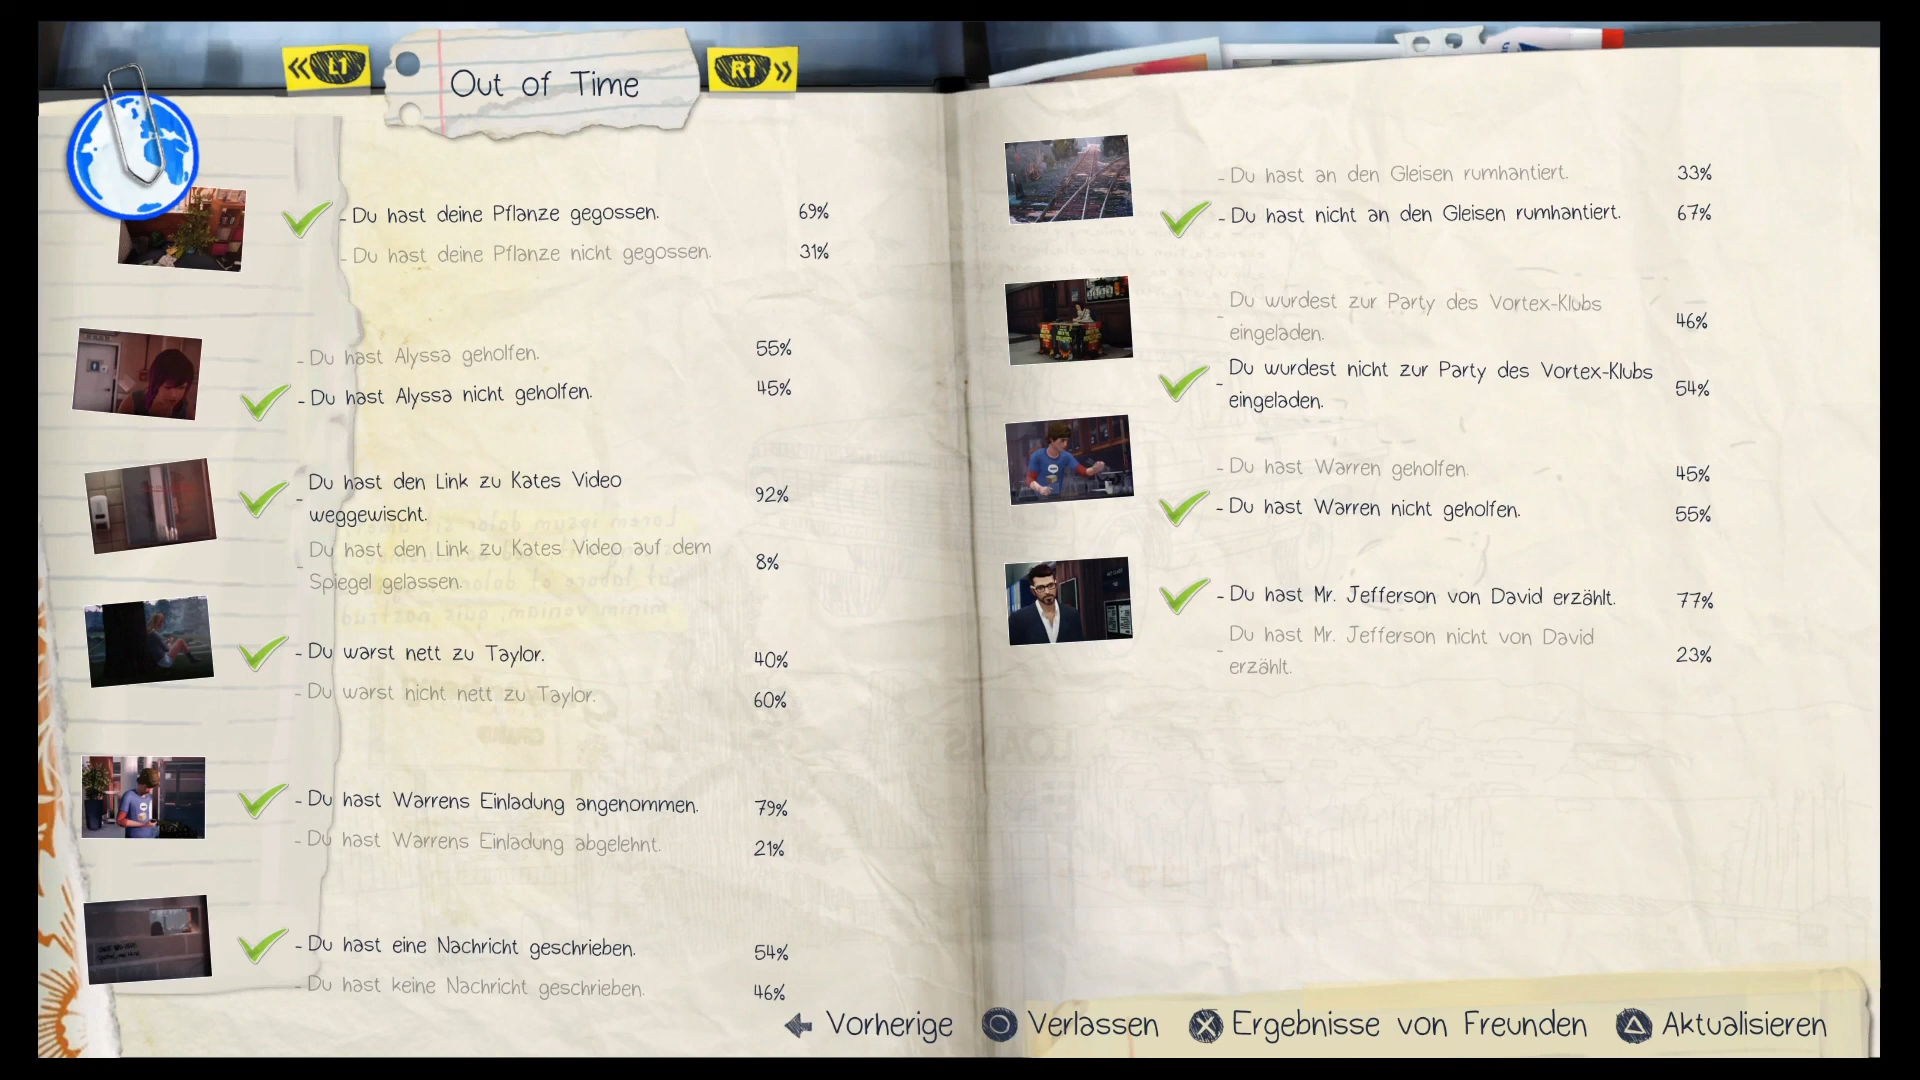 L1
Out of Time
R1
- Du hast deine Pflanze gegossen. 69%
- Du hast deine Pflanze nicht gegossen. 31%
- Du hast Alyssa geholfen. 55%
- Du hast Alyssa nicht geholfen. 45%
- Du hast den Link zu Kates Video
weggewischt. 92%
- Du hast den Link zu Kates Video auf dem
Spiegel gelassen. 8%
- Du warst nett zu Taylor. 40%
- Du warst nicht nett zu Taylor. 60%
- Du hast Warrens Einladung angenommen. 79%
- Du hast Warrens Einladung abgelehnt. 21%
- Du hast eine Nachricht geschrieben. 54%
- Du hast keine Nachricht geschrieben. 46%
- Du hast an den Gleisen rumhantiert. 33%
- Du hast nicht an den Gleisen rumhantiert. 67%
- Du wurdest zur Party des Vortex-Klubs
eingeladen. 46%
- Du wurdest nicht zur Party des Vortex-Klubs
eingeladen. 54%
- Du hast Warren geholfen. 45%
- Du hast Warren nicht geholfen. 55%
- Du hast Mr. Jefferson von David erzählt. 77%
- Du hast Mr. Jefferson nicht von David
erzählt. 23%
Vorherige Verlassen Ergebnisse von Freunden Aktualisieren